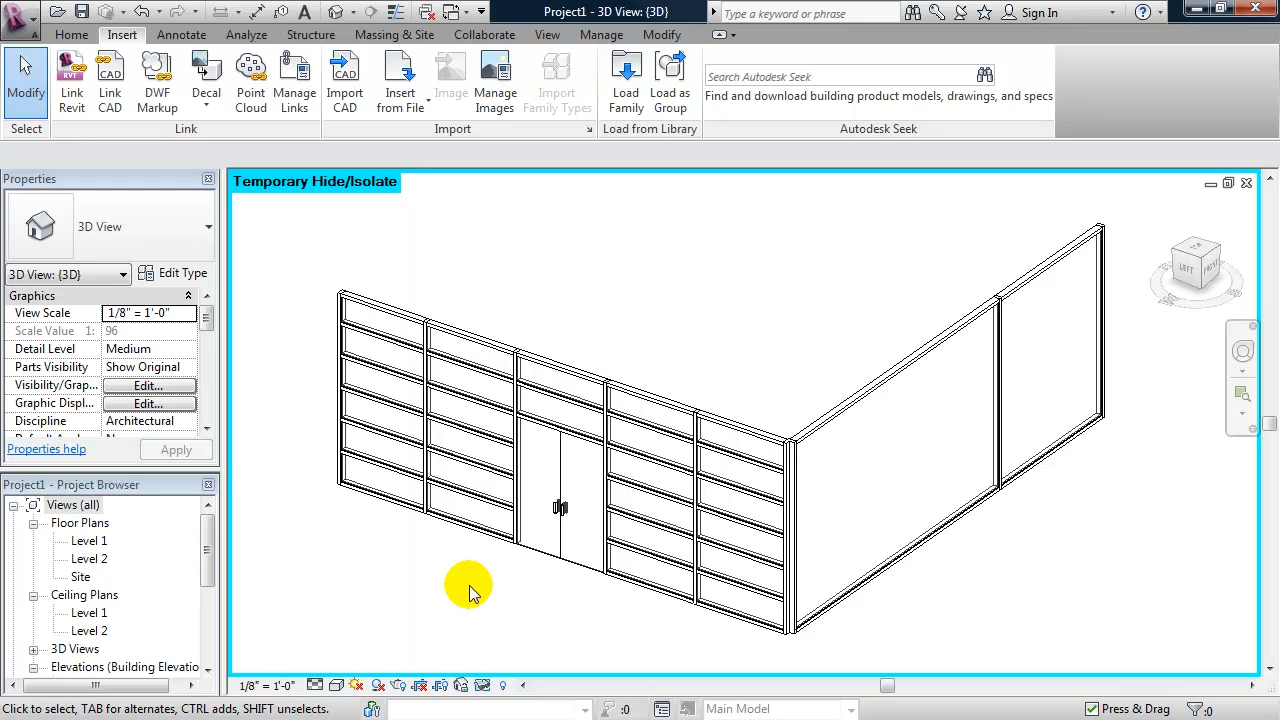 Project1 - 3D View: {3D}
Type a keyword or phrase
Sign In
Home
Insert
Annotate
Analyze
Structure
Massing & Site
Collaborate
View
Manage
Modify
Modify
Link Revit
Link CAD
DWF Markup
Decal
Point Cloud
Manage Links
Import CAD
Insert from File
Image
Manage Images
Import Family Types
Load Family
Load as Group
Search Autodesk Seek
Find and download building product models, drawings, and specs
Select
Link
Import
Load from Library
Autodesk Seek
Properties
3D View
3D View: {3D}
Edit Type
Graphics
View Scale
1/8" = 1'-0"
Scale Value 1:
96
Detail Level
Medium
Parts Visibility
Show Original
Visibility/Grap...
Edit...
Graphic Displ...
Edit...
Discipline
Architectural
Properties help
Apply
Project1 - Project Browser
Views (all)
Floor Plans
Level 1
Level 2
Site
Ceiling Plans
Level 1
Level 2
3D Views
Elevations (Building Elevatio
Temporary Hide/Isolate
LEFT
FRONT
1/8" = 1'-0"
Click to select, TAB for alternates, CTRL adds, SHIFT unselects.
:0
Main Model
Press & Drag
:0